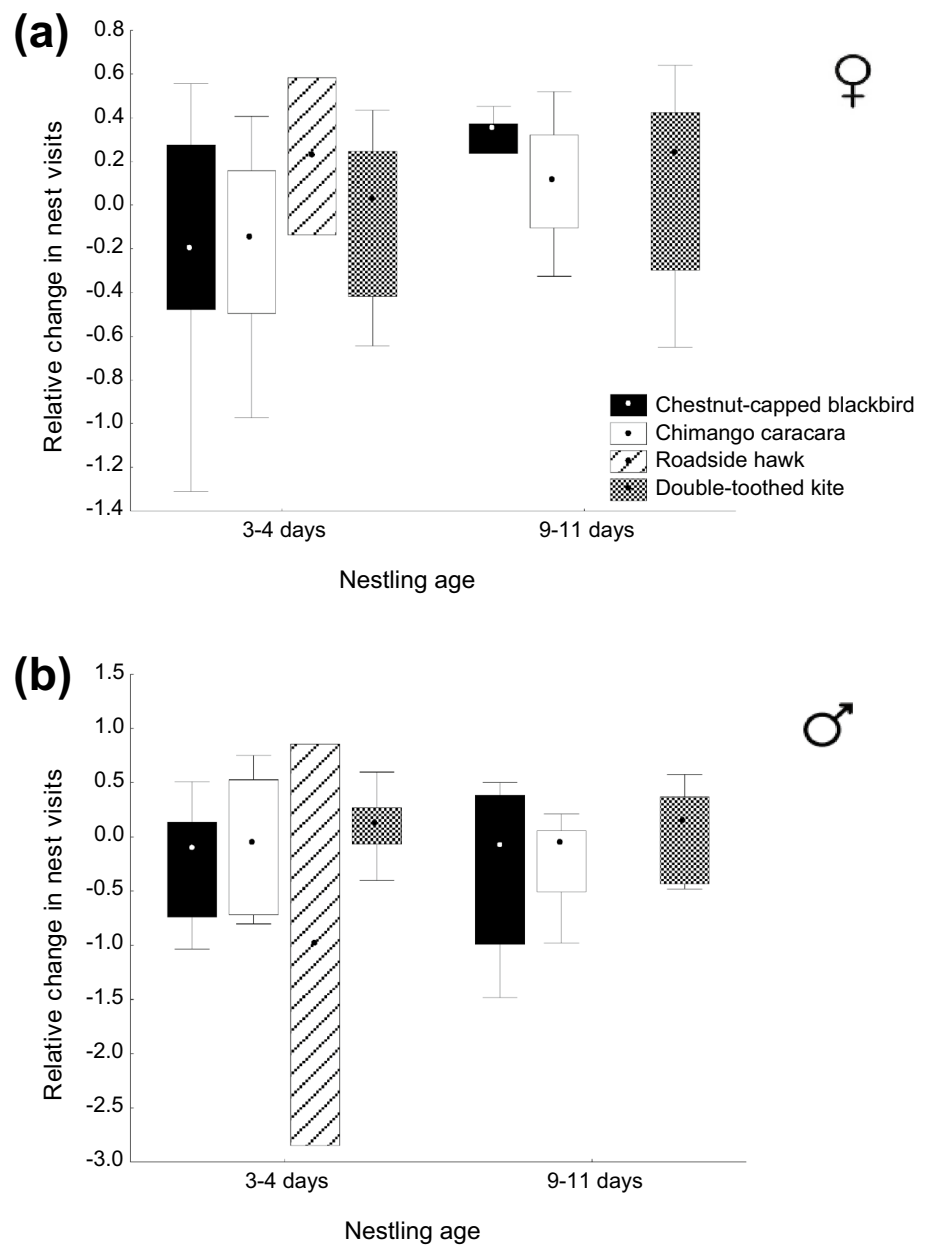 (a)
♀
Relative change in nest visits
0.8
0.6
0.4
0.2
0.0
-0.2
-0.4
-0.6
-0.8
-1.0
-1.2
-1.4
Chestnut-capped blackbird
Chimango caracara
Roadside hawk
Double-toothed kite
3-4 days 9-11 days
Nestling age
(b)
♂
Relative change in nest visits
1.5
1.0
0.5
0.0
-0.5
-1.0
-1.5
-2.0
-2.5
-3.0
3-4 days 9-11 days
Nestling age